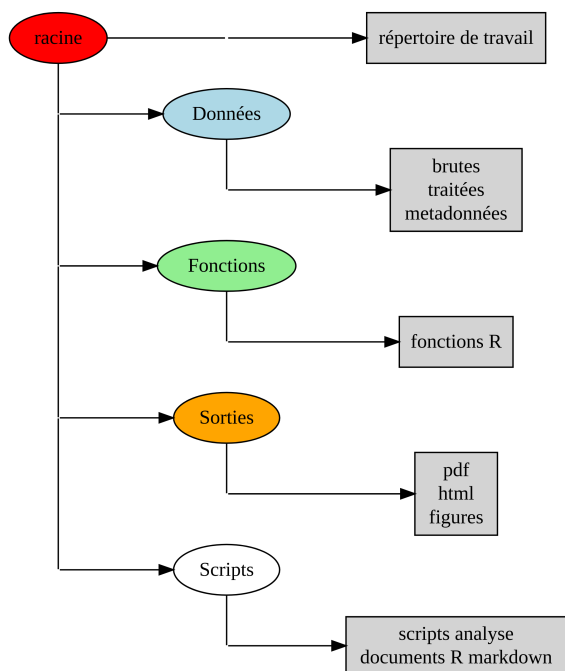 racine
répertoire de travail
Données
brutes
traitées
metadonnées
Fonctions
fonctions R
Sorties
pdf
html
figures
Scripts
scripts analyse
documents R markdown